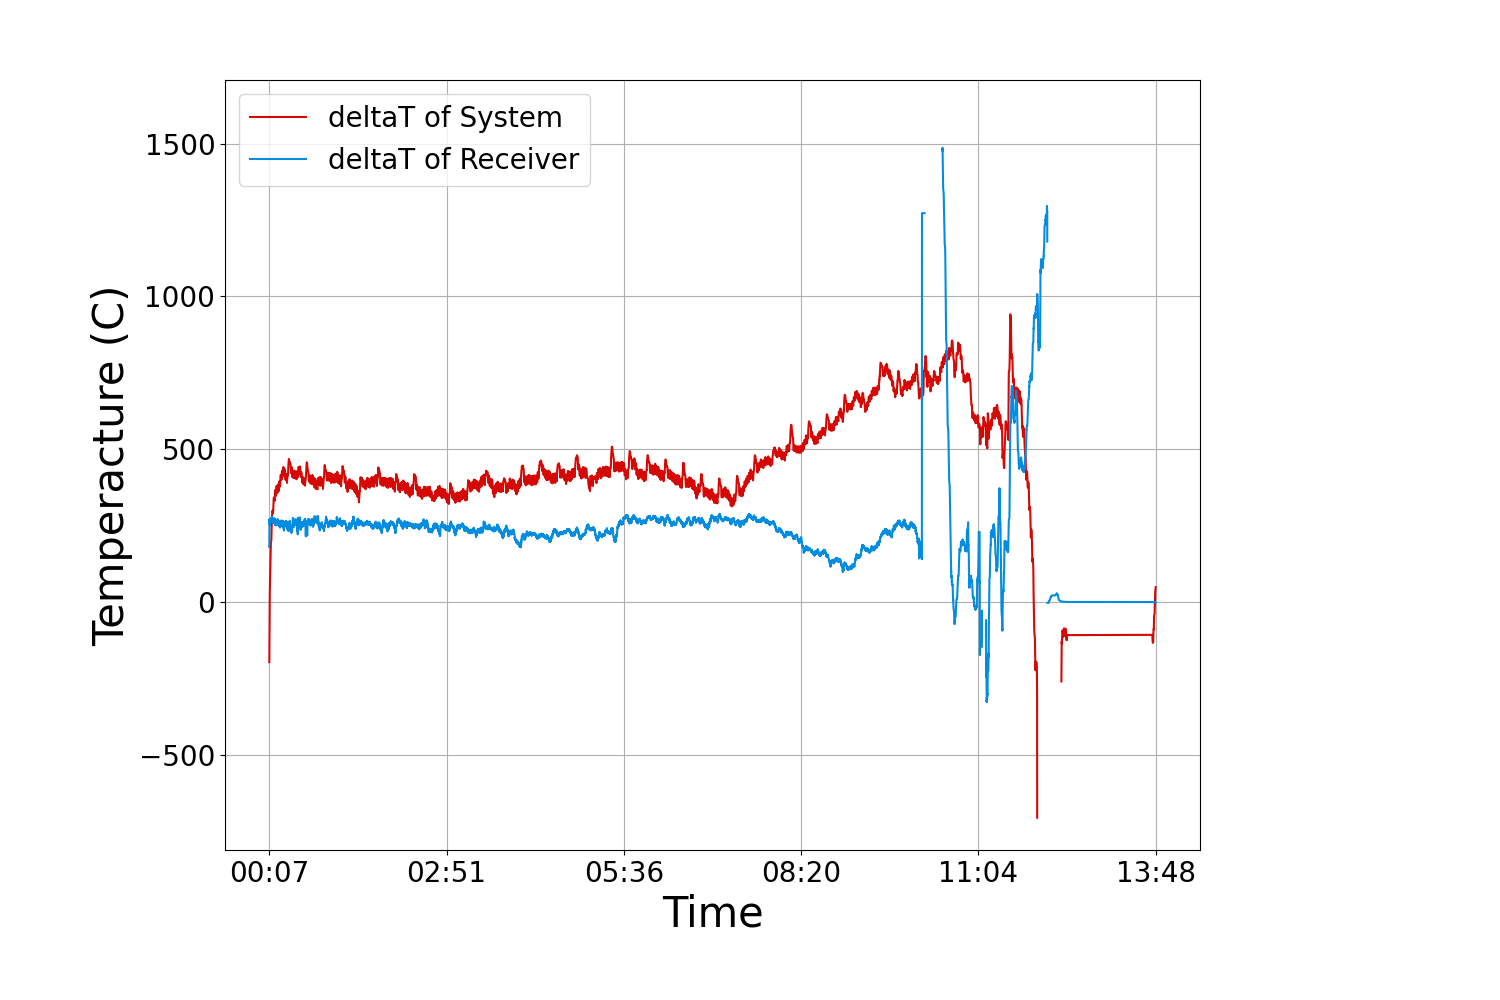 deltaT of System
deltaT of Receiver
1500
1000
500
0
−500
Temperacture (C)
00:07 02:51 05:36 08:20 11:04 13:48
Time